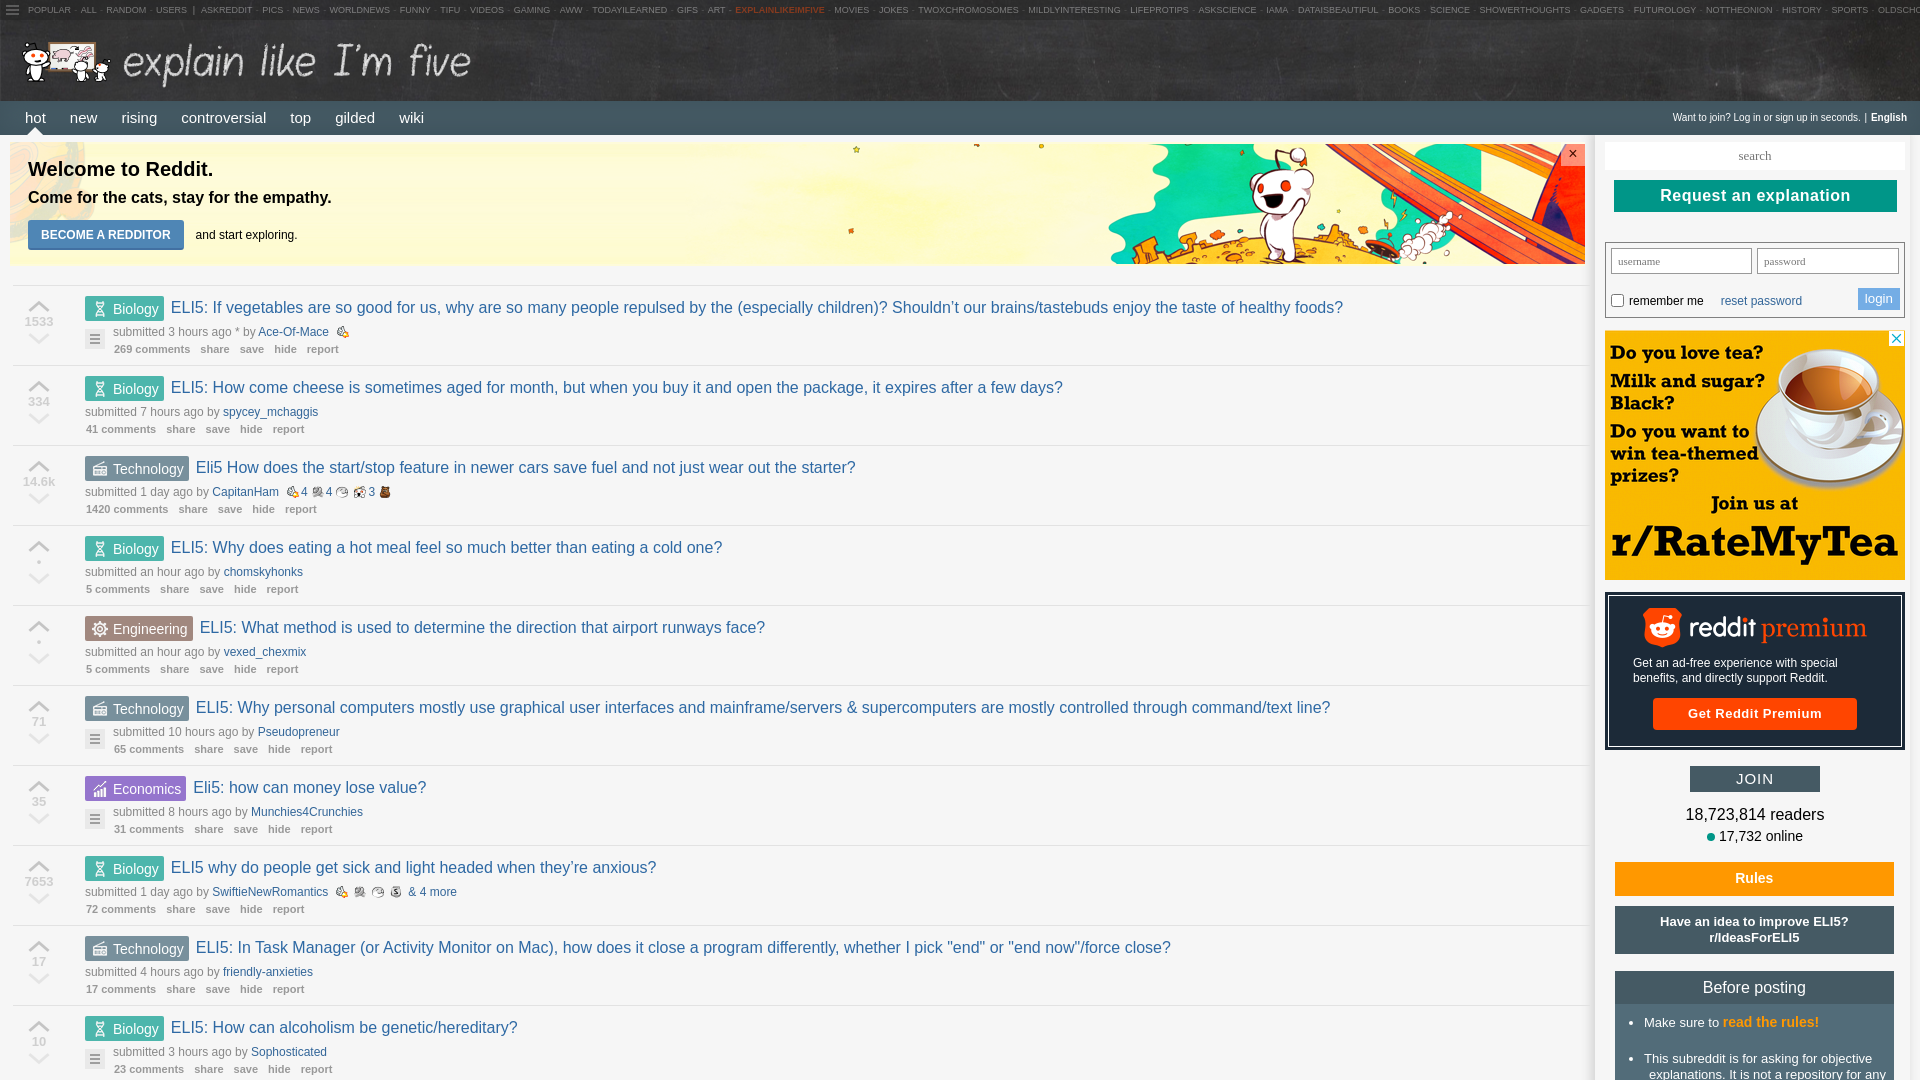 POPULAR - ALL - RANDOM - USERS | ASKREDDIT - PICS - NEWS - WORLDNEWS - FUNNY - TIFU - VIDEOS - GAMING - AWW - TODAYILEARNED - GIFS - ART - EXPLAINLIKEIMFIVE - MOVIES - JOKES - TWOXCHROMOSOMES - MILDLYINTERESTING - LIFEPROTIPS - ASKSCIENCE - IAMA - DATAISBEAUTIFUL - BOOKS - SCIENCE - SHOWERTHOUGHTS - GADGETS - FUTUROLOGY - NOTTHEONION - HISTORY - SPORTS - OLDSCHO
explain like I'm five
hot new rising controversial top gilded wiki
Want to join? Log in or sign up in seconds. | English
Welcome to Reddit.
Come for the cats, stay for the empathy.
BECOME A REDDITOR and start exploring.
×
1533
Biology ELI5: If vegetables are so good for us, why are so many people repulsed by the (especially children)? Shouldn’t our brains/tastebuds enjoy the taste of healthy foods?
submitted 3 hours ago * by Ace-Of-Mace
269 comments share save hide report
334
Biology ELI5: How come cheese is sometimes aged for month, but when you buy it and open the package, it expires after a few days?
submitted 7 hours ago by spycey_mchaggis
41 comments share save hide report
14.6k
Technology Eli5 How does the start/stop feature in newer cars save fuel and not just wear out the starter?
submitted 1 day ago by CapitanHam 4 4 3
1420 comments share save hide report
•
Biology ELI5: Why does eating a hot meal feel so much better than eating a cold one?
submitted an hour ago by chomskyhonks
5 comments share save hide report
•
Engineering ELI5: What method is used to determine the direction that airport runways face?
submitted an hour ago by vexed_chexmix
5 comments share save hide report
71
Technology ELI5: Why personal computers mostly use graphical user interfaces and mainframe/servers & supercomputers are mostly controlled through command/text line?
submitted 10 hours ago by Pseudopreneur
65 comments share save hide report
35
Economics Eli5: how can money lose value?
submitted 8 hours ago by Munchies4Crunchies
31 comments share save hide report
7653
Biology ELI5 why do people get sick and light headed when they’re anxious?
submitted 1 day ago by SwiftieNewRomantics & 4 more
72 comments share save hide report
17
Technology ELI5: In Task Manager (or Activity Monitor on Mac), how does it close a program differently, whether I pick "end" or "end now"/force close?
submitted 4 hours ago by friendly-anxieties
17 comments share save hide report
10
Biology ELI5: How can alcoholism be genetic/hereditary?
submitted 3 hours ago by Sophosticated
23 comments share save hide report
search
Request an explanation
username password
remember me reset password login
Do you love tea?
Milk and sugar?
Black?
Do you want to
win tea-themed
prizes?
Join us at
r/RateMyTea
reddit premium
Get an ad-free experience with special
benefits, and directly support Reddit.
Get Reddit Premium
JOIN
18,723,814 readers
17,732 online
Rules
Have an idea to improve ELI5?
r/IdeasForELI5
Before posting
• Make sure to read the rules!
• This subreddit is for asking for objective
explanations. It is not a repository for any